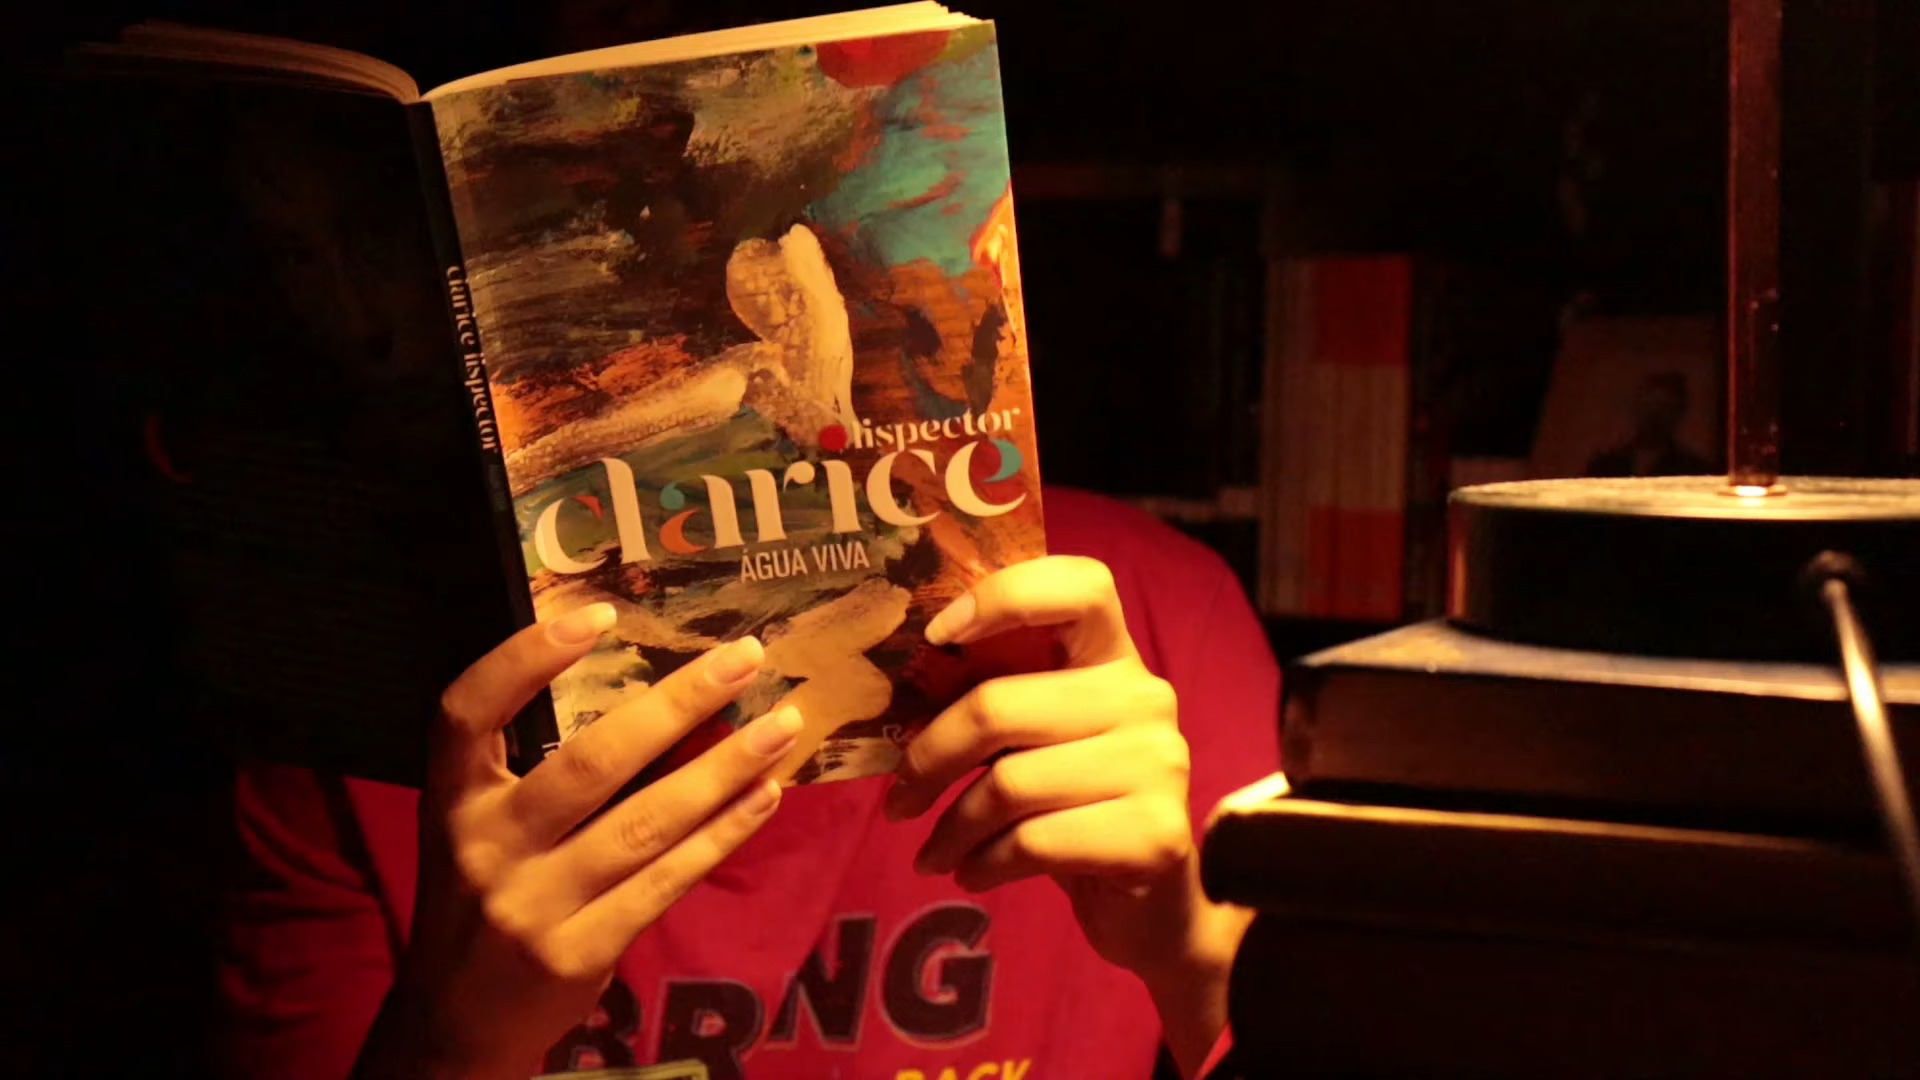 clarice lispector
lispector
clarice
ÁGUA VIVA
BRNG
BACK